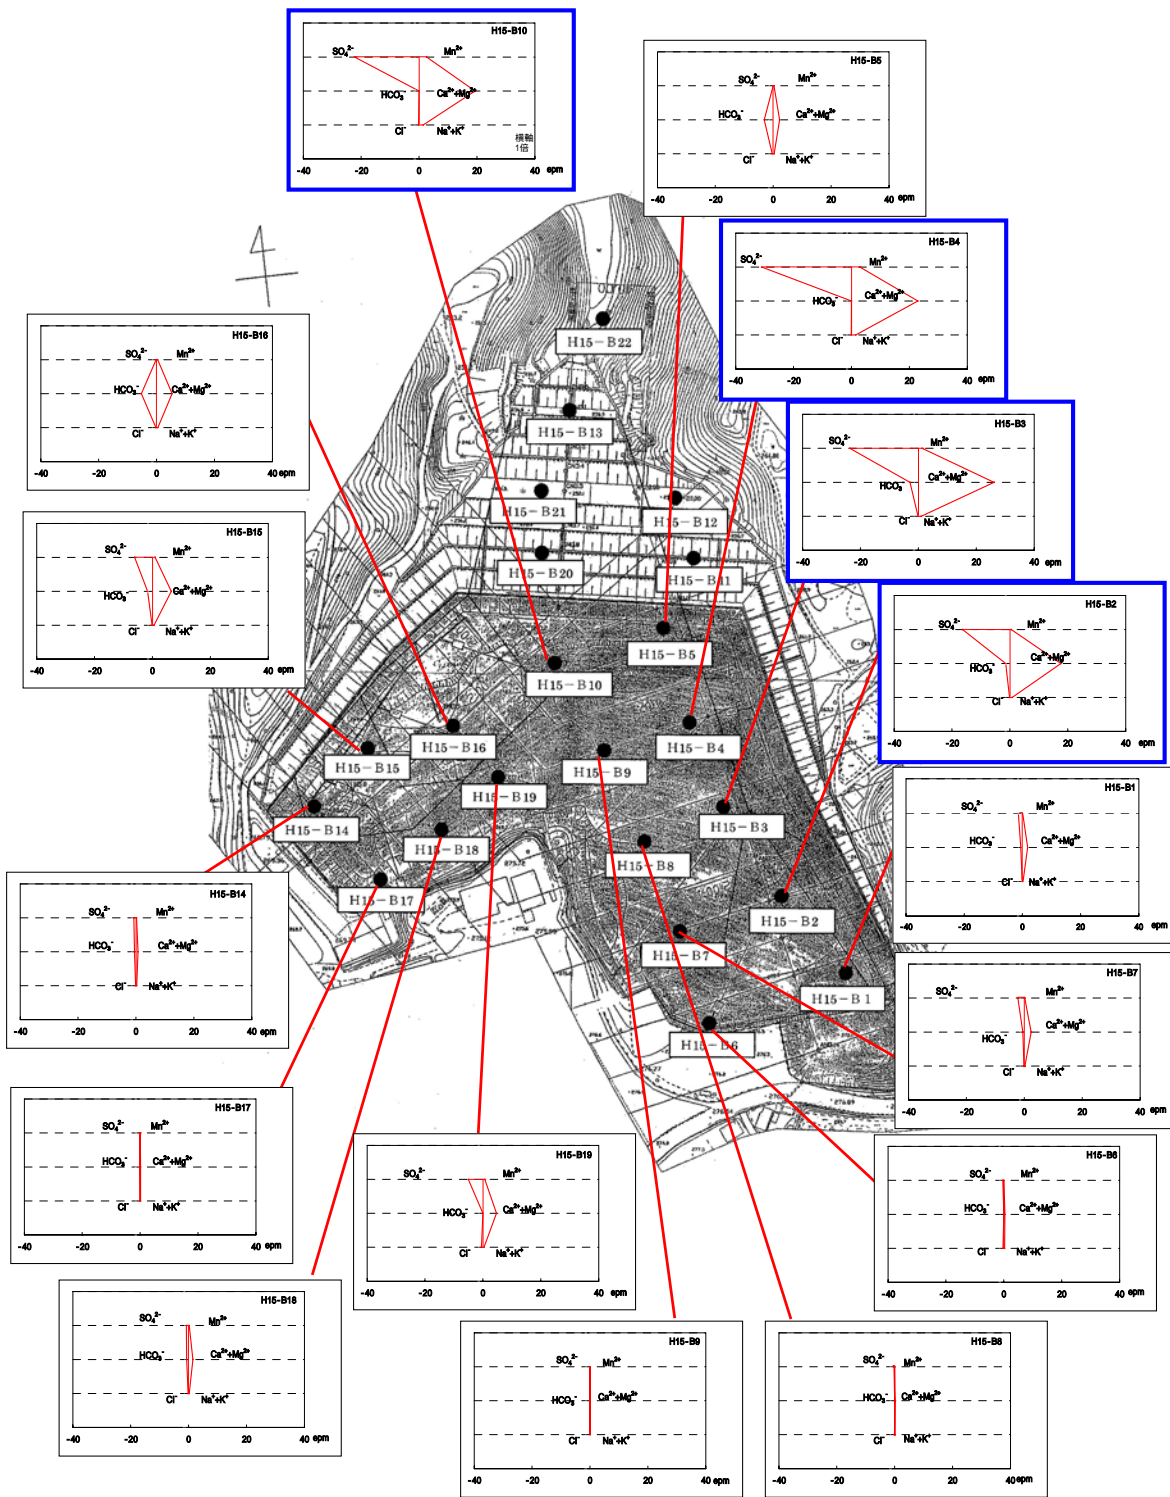 H15-B10
SO₄²⁻ Mn²⁺
HCO₃⁻ Ca²⁺+Mg²⁺
Cl⁻ Na⁺+K⁺
横軸
1倍
-40 -20 0 20 40 epm
H15-B5
SO₄²⁻ Mn²⁺
HCO₃⁻ Ca²⁺+Mg²⁺
Cl⁻ Na⁺+K⁺
-40 -20 0 20 40 epm
H15-B4
SO₄²⁻ Mn²⁺
HCO₃⁻ Ca²⁺+Mg²⁺
Cl⁻ Na⁺+K⁺
-40 -20 0 20 40 epm
H15-B16
SO₄²⁻ Mn²⁺
HCO₃⁻ Ca²⁺+Mg²⁺
Cl⁻ Na⁺+K⁺
-40 -20 0 20 40 epm
H15-B3
SO₄²⁻ Mn²⁺
HCO₃⁻ Ca²⁺+Mg²⁺
Cl⁻ Na⁺+K⁺
-40 -20 0 20 40 epm
H15-B15
SO₄²⁻ Mn²⁺
HCO₃⁻ Ca²⁺+Mg²⁺
Cl⁻ Na⁺+K⁺
-40 -20 0 20 40 epm
H15-B2
SO₄²⁻ Mn²⁺
HCO₃⁻ Ca²⁺+Mg²⁺
Cl⁻ Na⁺+K⁺
-40 -20 0 20 40 epm
H15-B1
SO₄²⁻ Mn²⁺
HCO₃⁻ Ca²⁺+Mg²⁺
Cl⁻ Na⁺+K⁺
-40 -20 0 20 40 epm
H15-B14
SO₄²⁻ Mn²⁺
HCO₃⁻ Ca²⁺+Mg²⁺
Cl⁻ Na⁺+K⁺
-40 -20 0 20 40 epm
H15-B7
SO₄²⁻ Mn²⁺
HCO₃⁻ Ca²⁺+Mg²⁺
Cl⁻ Na⁺+K⁺
-40 -20 0 20 40 epm
H15-B17
SO₄²⁻ Mn²⁺
HCO₃⁻ Ca²⁺+Mg²⁺
Cl⁻ Na⁺+K⁺
-40 -20 0 20 40 epm
H15-B19
SO₄²⁻ Mn²⁺
HCO₃⁻ Ca²⁺+Mg²⁺
Cl⁻ Na⁺+K⁺
-40 -20 0 20 40 epm
H15-B6
SO₄²⁻ Mn²⁺
HCO₃⁻ Ca²⁺+Mg²⁺
Cl⁻ Na⁺+K⁺
-40 -20 0 20 40 epm
H15-B18
SO₄²⁻ Mn²⁺
HCO₃⁻ Ca²⁺+Mg²⁺
Cl⁻ Na⁺+K⁺
-40 -20 0 20 40 epm
H15-B9
SO₄²⁻ Mn²⁺
HCO₃⁻ Ca²⁺+Mg²⁺
Cl⁻ Na⁺+K⁺
-40 -20 0 20 40 epm
H15-B8
SO₄²⁻ Mn²⁺
HCO₃⁻ Ca²⁺+Mg²⁺
Cl⁻ Na⁺+K⁺
-40 -20 0 20 40 epm
H15-B22
H15-B13
H15-B21
H15-B12
H15-B20
H15-B11
H15-B5
H15-B10
H15-B16
H15-B4
H15-B15
H15-B9
H15-B19
H15-B14
H15-B3
H15-B18
H15-B8
H15-B17
H15-B2
H15-B7
H15-B1
H15-B6